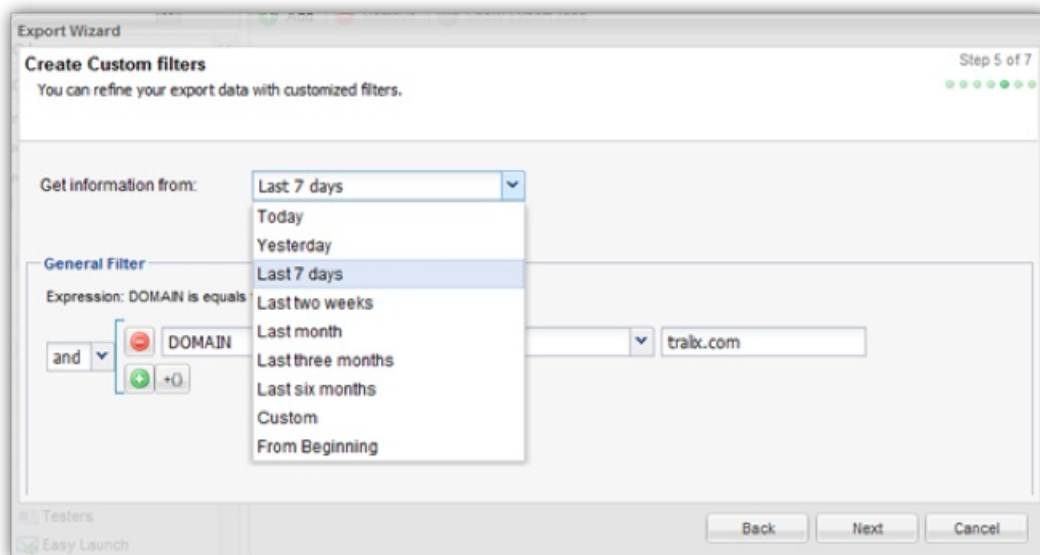 Export Wizard
Create Custom filters
Step 5 of 7
You can refine your export data with customized filters.
Get information from:
Last 7 days
Today
Yesterday
Last 7 days
Last two weeks
Last month
Last three months
Last six months
Custom
From Beginning
General Filter
Expression: DOMAIN is equals
and
DOMAIN
tralix.com
+()
Testers
Easy Launch
Back
Next
Cancel